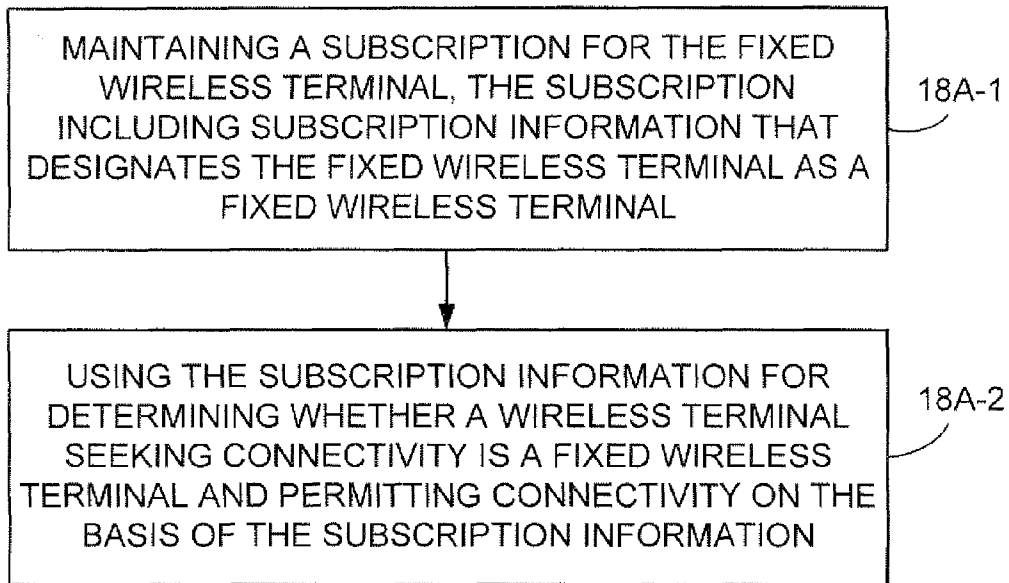 MAINTAINING A SUBSCRIPTION FOR THE FIXED
WIRELESS TERMINAL, THE SUBSCRIPTION
INCLUDING SUBSCRIPTION INFORMATION THAT
DESIGNATES THE FIXED WIRELESS TERMINAL AS A
FIXED WIRELESS TERMINAL
18A-1
USING THE SUBSCRIPTION INFORMATION FOR
DETERMINING WHETHER A WIRELESS TERMINAL
SEEKING CONNECTIVITY IS A FIXED WIRELESS
TERMINAL AND PERMITTING CONNECTIVITY ON THE
BASIS OF THE SUBSCRIPTION INFORMATION
18A-2